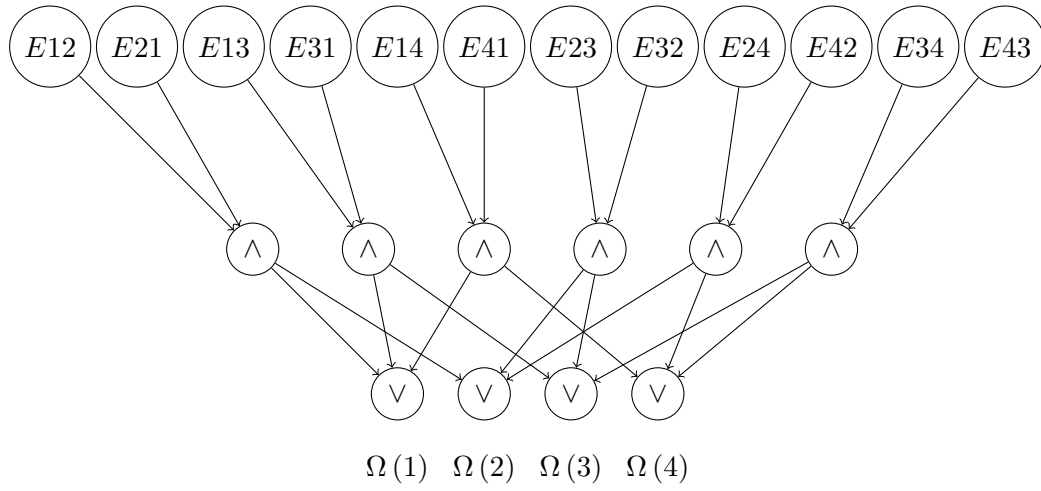 E12 E21 E13 E31 E14 E41 E23 E32 E24 E42 E34 E43
∧ ∧ ∧ ∧ ∧ ∧
∨ ∨ ∨ ∨
Ω (1) Ω (2) Ω (3) Ω (4)